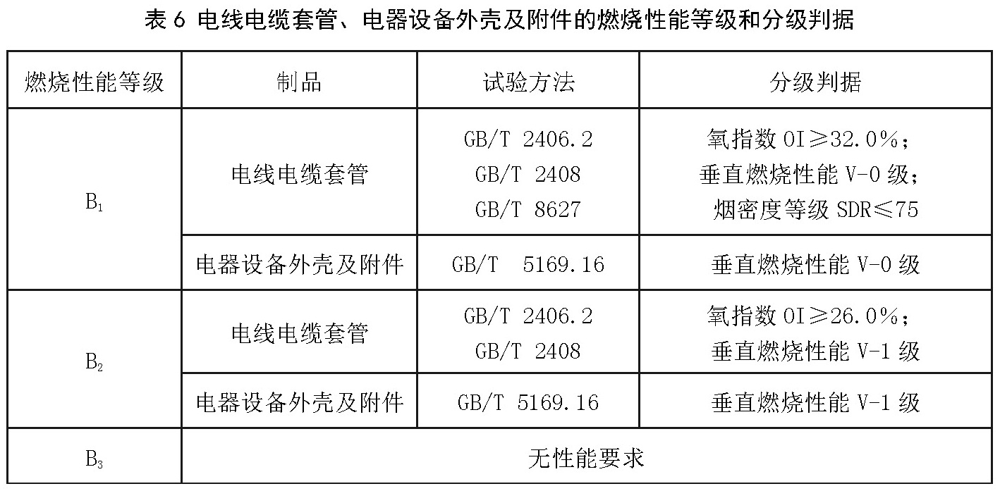 表6 电线电缆套管、电器设备外壳及附件的燃烧性能等级和分级判据
燃烧性能等级 制品 试验方法 分级判据
B₁
电线电缆套管
GB/T 2406.2
GB/T 2408
GB/T 8627
氧指数 OI≥32.0%;
垂直燃烧性能 V-0 级;
烟密度等级 SDR≤75
电器设备外壳及附件 GB/T 5169.16 垂直燃烧性能 V-0 级
B₂
电线电缆套管
GB/T 2406.2
GB/T 2408
氧指数 OI≥26.0%;
垂直燃烧性能 V-1 级
电器设备外壳及附件 GB/T 5169.16 垂直燃烧性能 V-1 级
B₃ 无性能要求